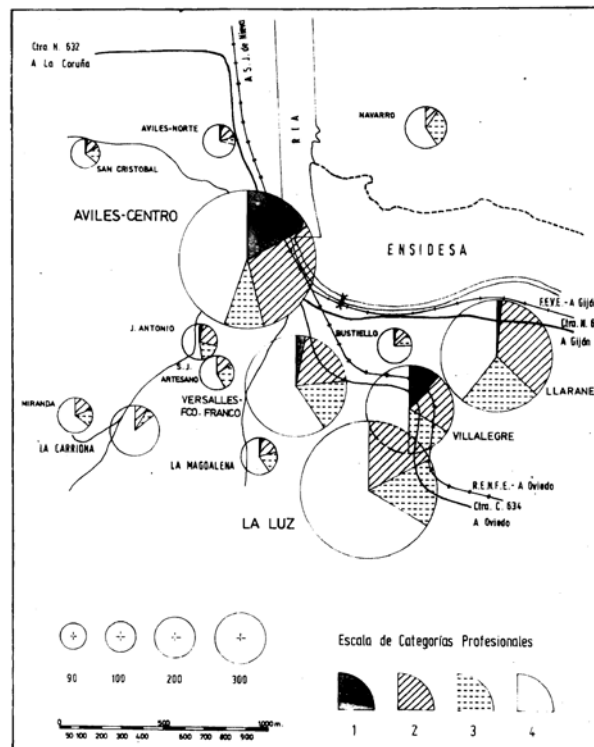 Ctra N. 632
A La Coruña
A S. J. de Nieva
RIA
NAVARRO
AVILES-NORTE
SAN CRISTOBAL
AVILES-CENTRO
ENSIDESA
F.E.V.E.- A Gijón
Ctra. N. 6
A Gijón
J. ANTONIO
BUSTIELLO
S. J.
ARTESANO
LLARANE
MIRANDA
VERSALLES-
FCO. FRANCO
VILLALEGRE
LA CARRIONA
LA MAGDALENA
R.E.N.F.E.- A Oviedo
Ctra. C. 634
A Oviedo
LA LUZ
90 100 200 300
Escala de Categorías Profesionales
1 2 3 4
0 500 1000 m.
50 100 200 300 400 600 700 900